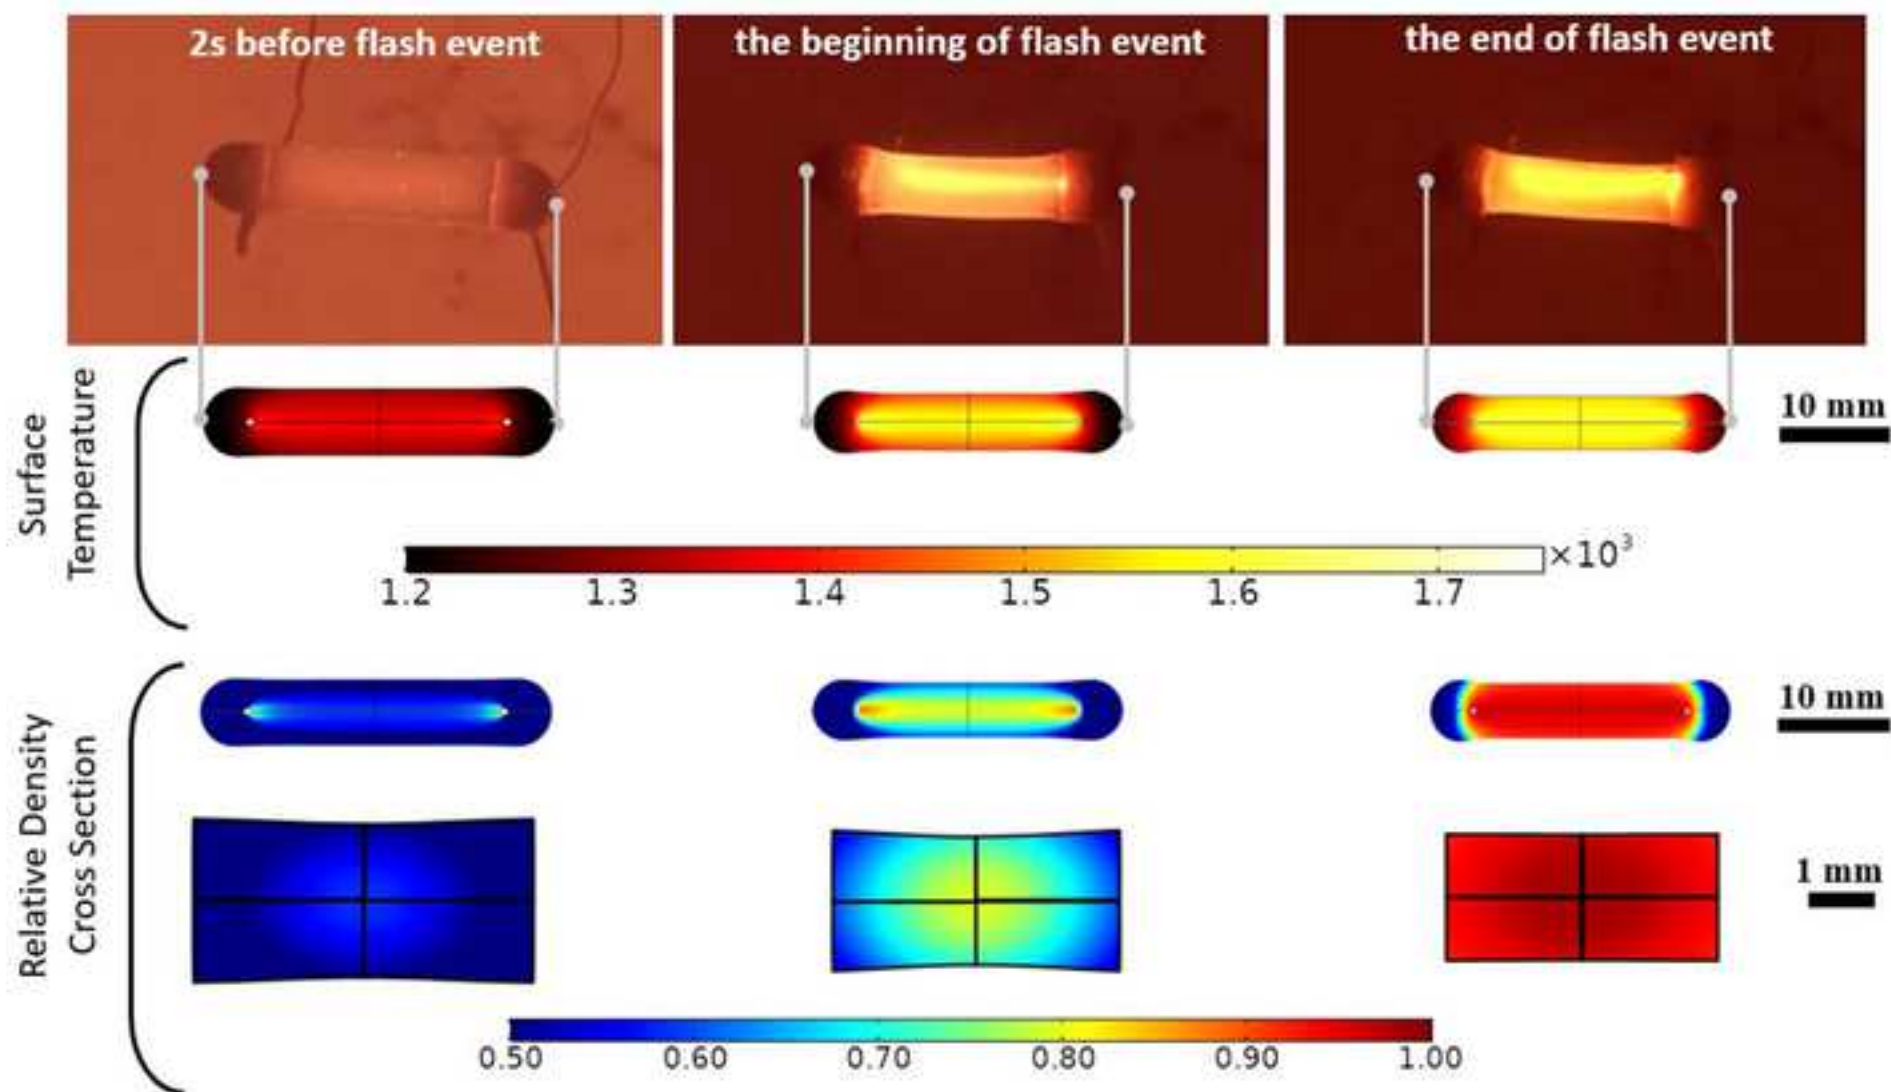 2s before flash event
the beginning of flash event
the end of flash event
Surface
Temperature
10 mm
×10³
1.2 1.3 1.4 1.5 1.6 1.7
Relative Density
Cross Section
10 mm
1 mm
0.50 0.60 0.70 0.80 0.90 1.00